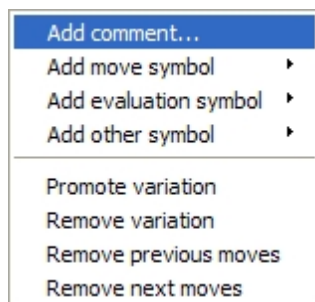 Add comment...
Add move symbol
Add evaluation symbol
Add other symbol
Promote variation
Remove variation
Remove previous moves
Remove next moves